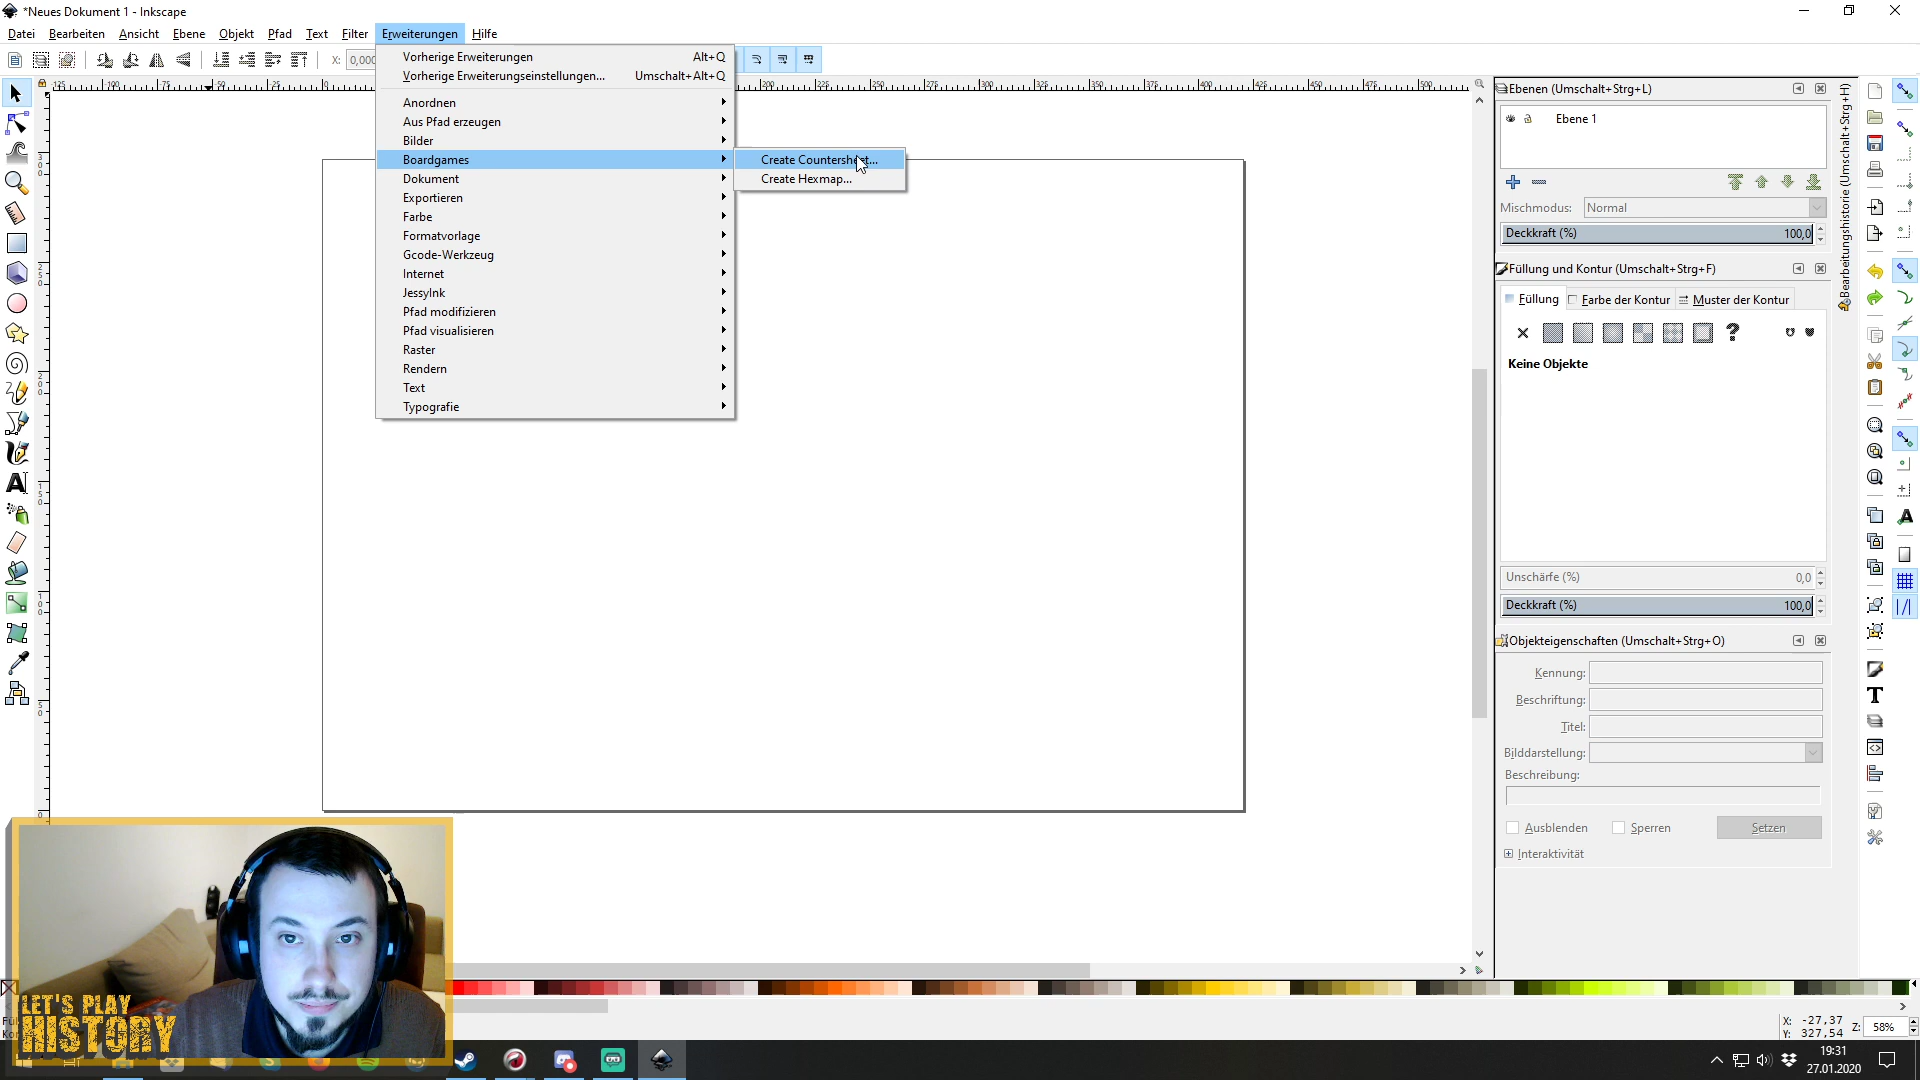 *Neues Dokument 1 - Inkscape
Datei Bearbeiten Ansicht Ebene Objekt Pfad Text Filter Erweiterungen Hilfe
X: 0,000
Vorherige Erweiterungen Alt+Q
Vorherige Erweiterungseinstellungen... Umschalt+Alt+Q
Anordnen
Aus Pfad erzeugen
Bilder
Boardgames
Dokument
Exportieren
Farbe
Formatvorlage
Gcode-Werkzeug
Internet
JessyInk
Pfad modifizieren
Pfad visualisieren
Raster
Rendern
Text
Typografie
Create Countersheet...
Create Hexmap...
Ebenen (Umschalt+Strg+L)
Ebene 1
Mischmodus: Normal
Deckkraft (%) 100,0
Füllung und Kontur (Umschalt+Strg+F)
Füllung Farbe der Kontur Muster der Kontur
Keine Objekte
Unschärfe (%) 0,0
Deckkraft (%) 100,0
Objekteigenschaften (Umschalt+Strg+O)
Kennung:
Beschriftung:
Titel:
Bilddarstellung:
Beschreibung:
Ausblenden Sperren Setzen
Interaktivität
Bearbeitungshistorie (Umschalt+Strg+H)
LET'S PLAY
HISTORY
X: -27,37
Y: 327,54
Z: 58%
19:31
27.01.2020